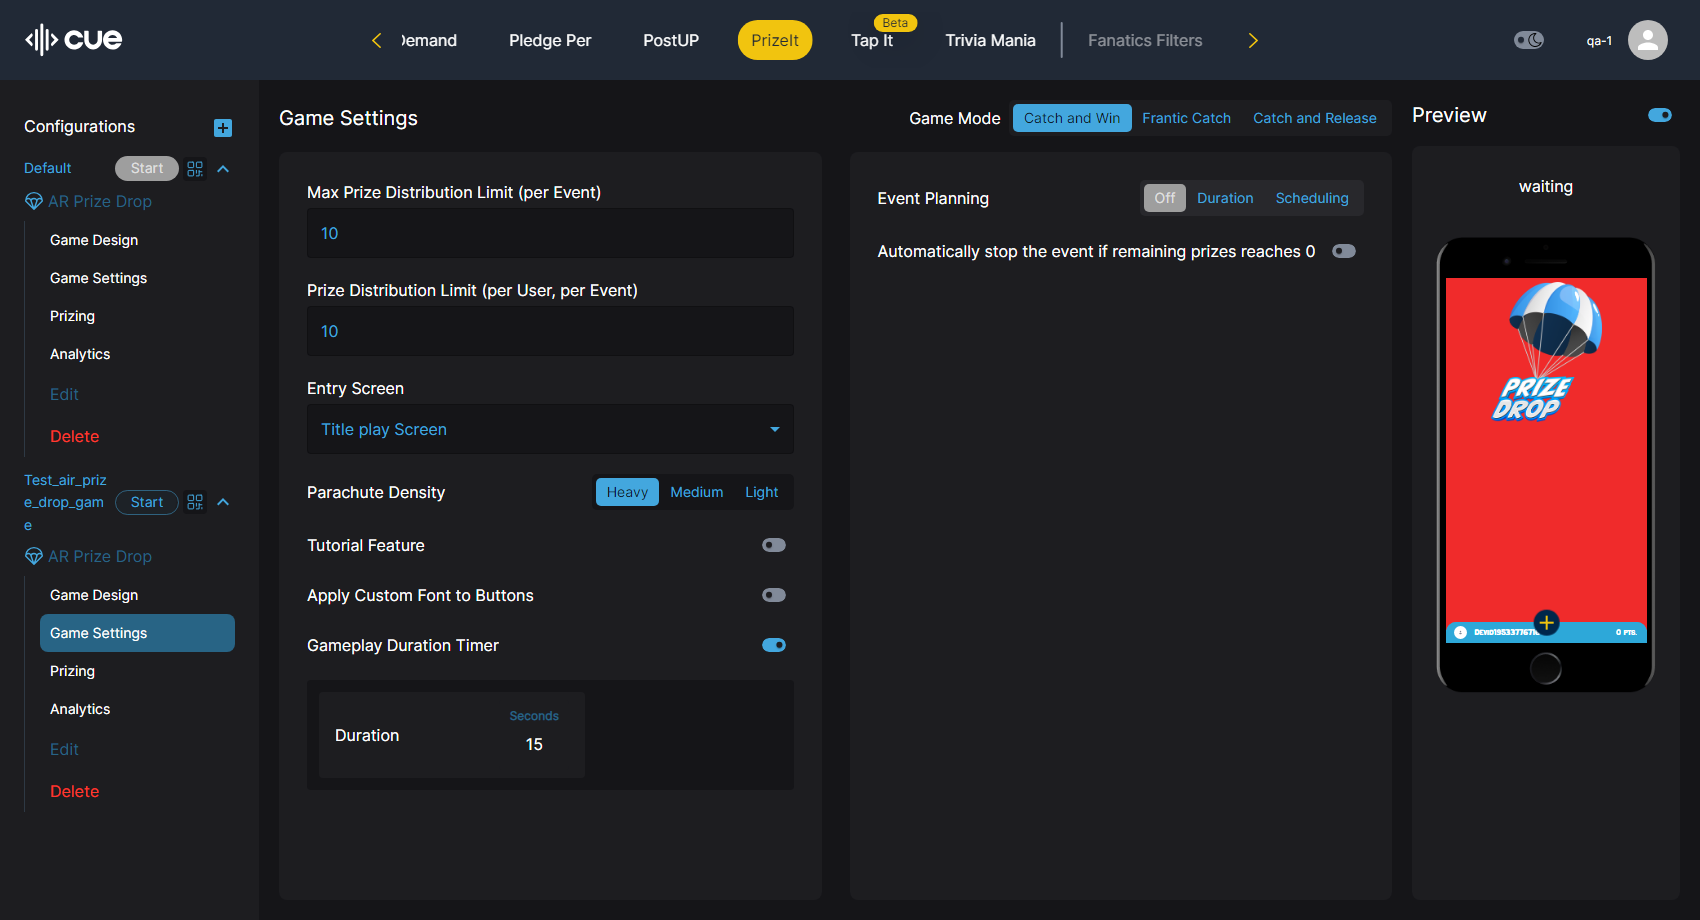 cue
Demand
Pledge Per
PostUP
PrizeIt
Beta
Tap It
Trivia Mania
Fanatics Filters
qa-1
Configurations
Default
Start
AR Prize Drop
Game Design
Game Settings
Prizing
Analytics
Edit
Delete
Test_air_priz
e_drop_gam
e
Start
AR Prize Drop
Game Design
Game Settings
Prizing
Analytics
Edit
Delete
Game Settings
Game Mode
Catch and Win
Frantic Catch
Catch and Release
Max Prize Distribution Limit (per Event)
10
Prize Distribution Limit (per User, per Event)
10
Entry Screen
Title play Screen
Parachute Density
Heavy
Medium
Light
Tutorial Feature
Apply Custom Font to Buttons
Gameplay Duration Timer
Duration
Seconds
15
Event Planning
Off
Duration
Scheduling
Automatically stop the event if remaining prizes reaches 0
Preview
waiting
PRIZE
DROP
0 PTS.